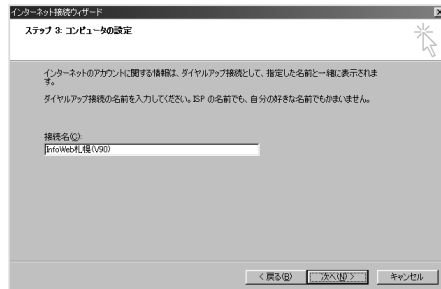 インターネット接続ウィザード
ステップ 3: コンピュータの設定
インターネットのアカウントに関する情報は、ダイヤルアップ接続として、指定した名前と一緒に表示されま
す。
ダイヤルアップ接続の名前を入力してください。ISP の名前でも、自分の好きな名前でもかまいません。
接続名(C):
InfoWeb札幌(V90)
< 戻る(B)
次へ(N) >
キャンセル